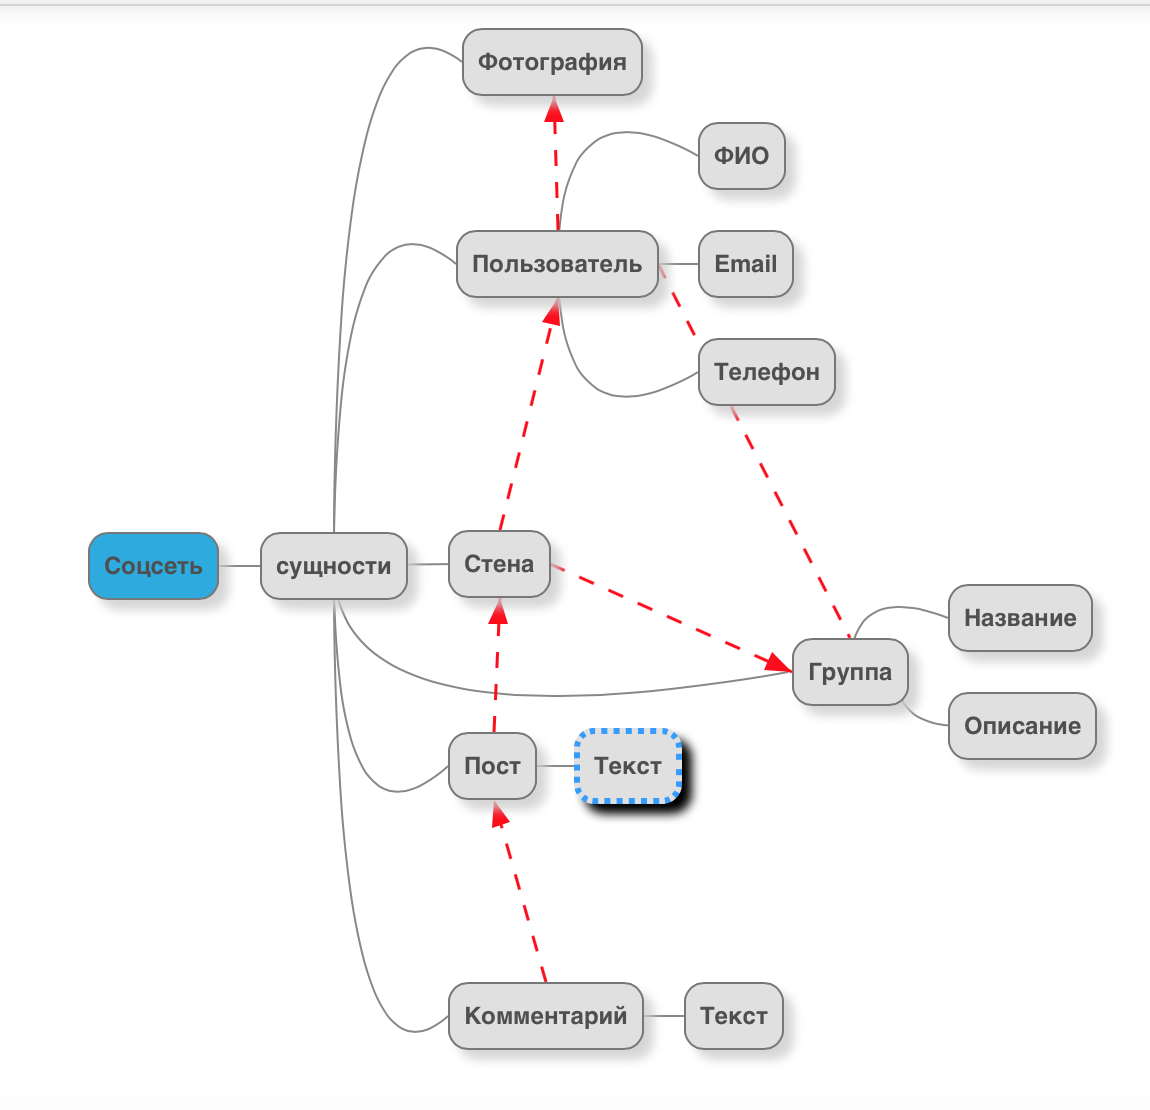 Фотография
ФИО
Пользователь
Email
Телефон
Соцсеть
сущности
Стена
Название
Группа
Описание
Пост
Текст
Комментарий
Текст